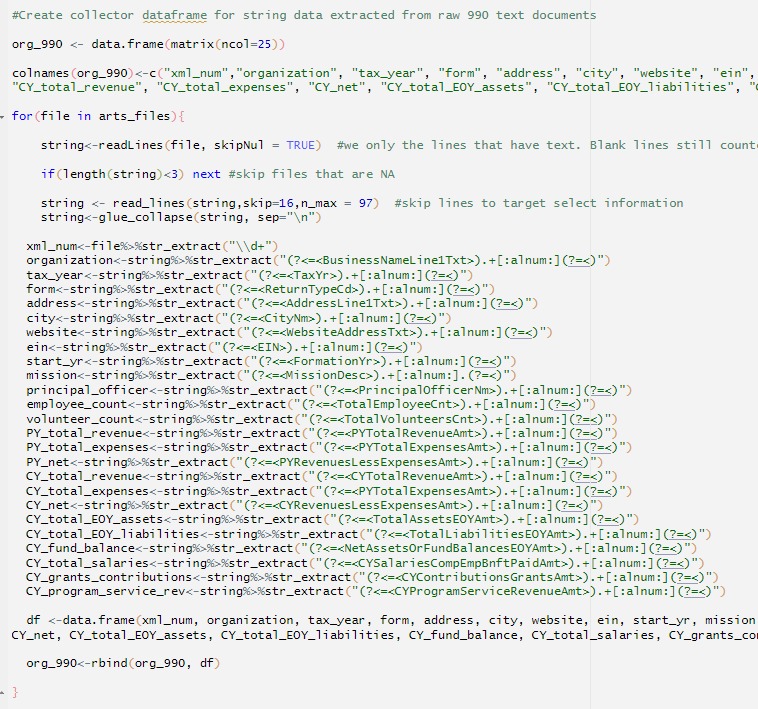 #Create collector dataframe for string data extracted from raw 990 text documents
org_990 <- data.frame(matrix(ncol=25))
colnames(org_990)<-c("xml_num","organization", "tax_year", "form", "address", "city", "website", "ein",
"CY_total_revenue", "CY_total_expenses", "CY_net", "CY_total_EOY_assets", "CY_total_EOY_liabilities", "C
for(file in arts_files){
string<-readLines(file, skipNul = TRUE)  #we only the lines that have text. Blank lines still count
if(length(string)<3) next #skip files that are NA
string <- read_lines(string,skip=16,n_max = 97)  #skip lines to target select information
string<-glue_collapse(string, sep="\n")
xml_num<-file%>%str_extract("\\d+")
organization<-string%>%str_extract("(?<=<BusinessNameLine1Txt>).+[:alnum:](?=<)")
tax_year<-string%>%str_extract("(?<=<TaxYr>).+[:alnum:](?=<)")
form<-string%>%str_extract("(?<=<ReturnTypeCd>).+[:alnum:](?=<)")
address<-string%>%str_extract("(?<=<AddressLine1Txt>).+[:alnum:](?=<)")
city<-string%>%str_extract("(?<=<CityNm>).+[:alnum:](?=<)")
website<-string%>%str_extract("(?<=<WebsiteAddressTxt>).+[:alnum:](?=<)")
ein<-string%>%str_extract("(?<=<EIN>).+[:alnum:](?=<)")
start_yr<-string%>%str_extract("(?<=<FormationYr>).+[:alnum:](?=<)")
mission<-string%>%str_extract("(?<=<MissionDesc>).+[:alnum:].(?=<)")
principal_officer<-string%>%str_extract("(?<=<PrincipalOfficerNm>).+[:alnum:](?=<)")
employee_count<-string%>%str_extract("(?<=<TotalEmployeeCnt>).+[:alnum:](?=<)")
volunteer_count<-string%>%str_extract("(?<=<TotalVolunteersCnt>).+[:alnum:](?=<)")
PY_total_revenue<-string%>%str_extract("(?<=<PYTotalRevenueAmt>).+[:alnum:](?=<)")
PY_total_expenses<-string%>%str_extract("(?<=<PYTotalExpensesAmt>).+[:alnum:](?=<)")
PY_net<-string%>%str_extract("(?<=<PYRevenuesLessExpensesAmt>).+[:alnum:](?=<)")
CY_total_revenue<-string%>%str_extract("(?<=<CYTotalRevenueAmt>).+[:alnum:](?=<)")
CY_total_expenses<-string%>%str_extract("(?<=<PYTotalExpensesAmt>).+[:alnum:](?=<)")
CY_net<-string%>%str_extract("(?<=<CYRevenuesLessExpensesAmt>).+[:alnum:](?=<)")
CY_total_EOY_assets<-string%>%str_extract("(?<=<TotalAssetsEOYAmt>).+[:alnum:](?=<)")
CY_total_EOY_liabilities<-string%>%str_extract("(?<=<TotalLiabilitiesEOYAmt>).+[:alnum:](?=<)")
CY_fund_balance<-string%>%str_extract("(?<=<NetAssetsOrFundBalancesEOYAmt>).+[:alnum:](?=<)")
CY_total_salaries<-string%>%str_extract("(?<=<CYSalariesCompEmpBnftPaidAmt>).+[:alnum:](?=<)")
CY_grants_contributions<-string%>%str_extract("(?<=<CYContributionsGrantsAmt>).+[:alnum:](?=<)")
CY_program_service_rev<-string%>%str_extract("(?<=<CYProgramServiceRevenueAmt>).+[:alnum:](?=<)")
df <-data.frame(xml_num, organization, tax_year, form, address, city, website, ein, start_yr, mission
CY_net, CY_total_EOY_assets, CY_total_EOY_liabilities, CY_fund_balance, CY_total_salaries, CY_grants_con
org_990<-rbind(org_990, df)
}